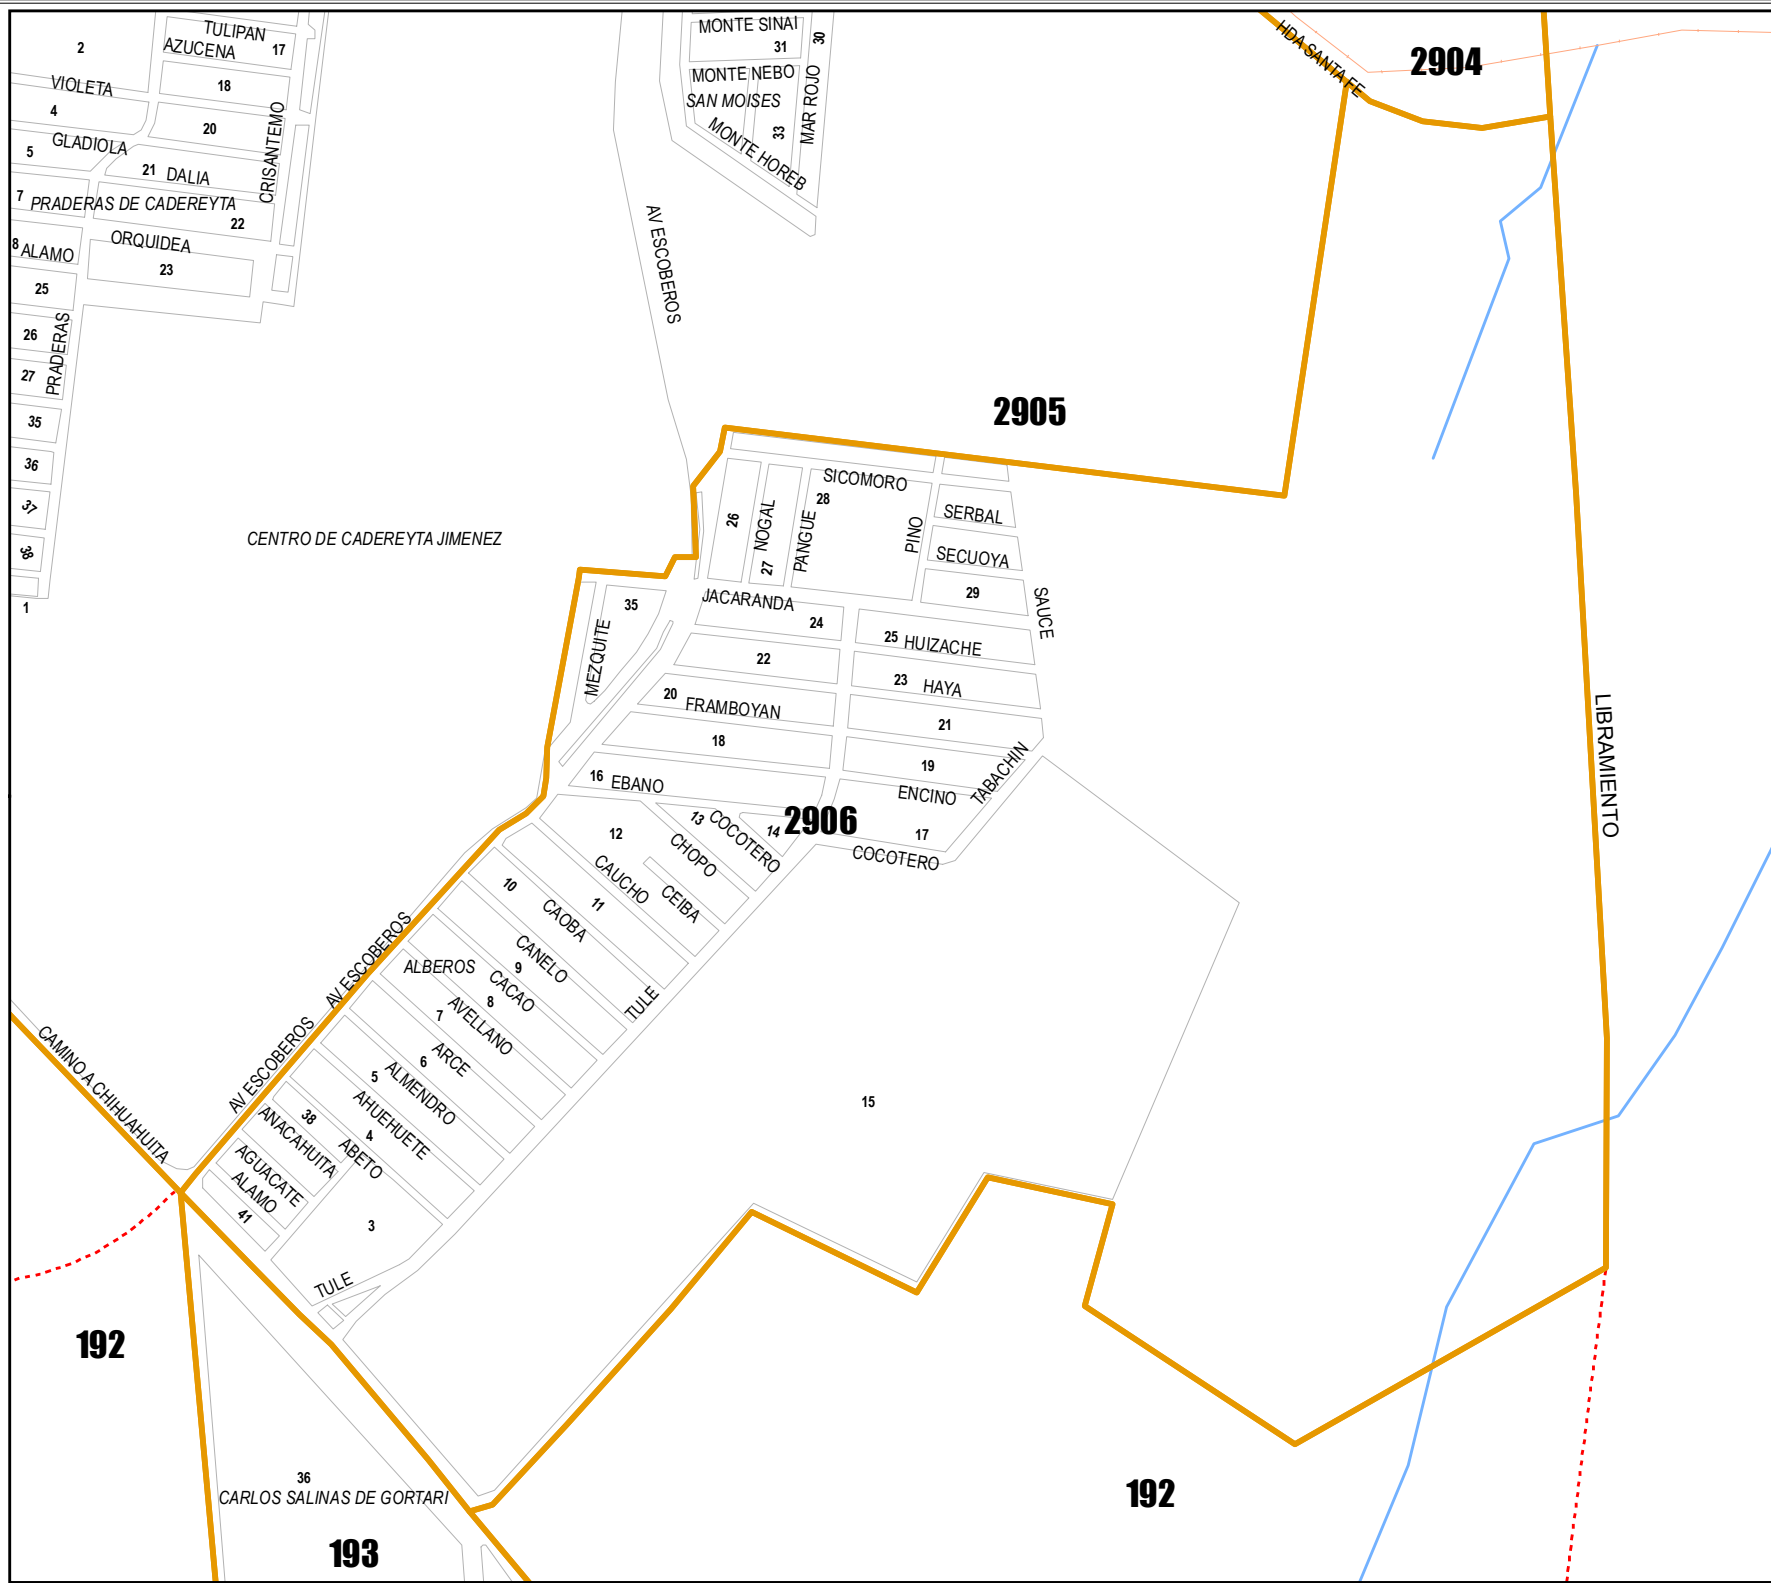 TULIPAN
AZUCENA
17
2
18
VIOLETA
4
20
GLADIOLA
5
21
DALIA
CRISANTEMO
7
PRADERAS DE CADEREYTA
22
ORQUIDEA
8
ALAMO
23
25
26
PRADERAS
27
35
36
37
38
1
MONTE SINAI
31
30
MONTE NEBO
SAN MOISES
MAR ROJO
33
MONTE HOREB
AV ESCOBEROS
HDA SANTA FE
2904
2905
CENTRO DE CADEREYTA JIMENEZ
SICOMORO
28
26
NOGAL
27
PANGUE
PINO
SERBAL
SECUOYA
29
SAUCE
JACARANDA
24
35
MEZQUITE
25
HUIZACHE
22
23
HAYA
20
FRAMBOYAN
21
18
19
TABACHIN
16
EBANO
ENCINO
2906
17
COCOTERO
13
COCOTERO
14
12
CHOPO
CAUCHO
CEIBA
11
10
CAOBA
CANELO
9
ALBEROS
CACAO
8
AVELLANO
7
TULE
ARCE
6
ALMENDRO
5
AHUEHUETE
4
38
ABETO
ANACAHUITA
AGUACATE
ALAMO
41
3
TULE
AV ESCOBEROS
AV ESCOBEROS
CAMINO A CHIHUAHUITA
15
LIBRAMIENTO
192
36
CARLOS SALINAS DE GORTARI
193
192